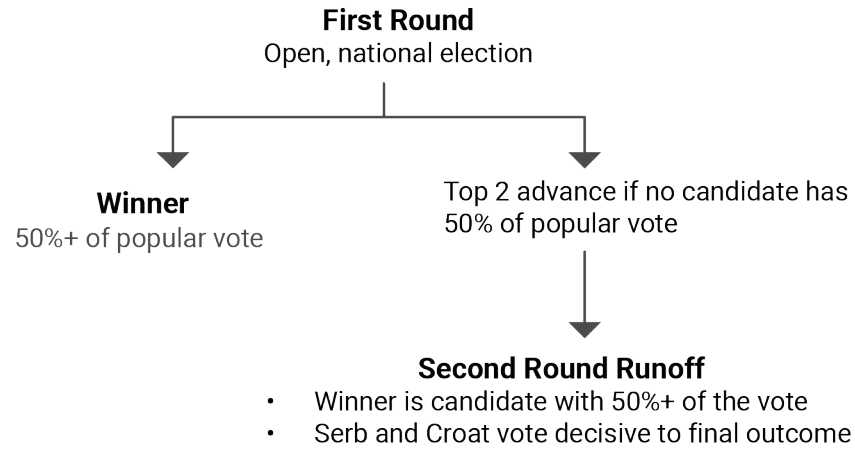 First Round
Open, national election
Winner
50%+ of popular vote
Top 2 advance if no candidate has
50% of popular vote
Second Round Runoff
• Winner is candidate with 50%+ of the vote
• Serb and Croat vote decisive to final outcome